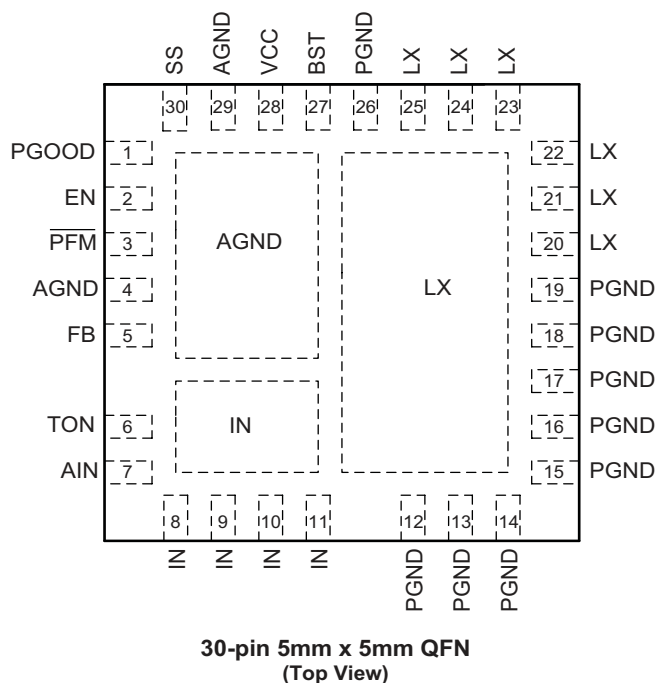 SS AGND VCC BST PGND LX LX LX
30 29 28 27 26 25 24 23
PGOOD 1
EN 2
PFM 3
AGND 4
FB 5
TON 6
AIN 7
AGND
IN
LX
22 LX
21 LX
20 LX
19 PGND
18 PGND
17 PGND
16 PGND
15 PGND
8 9 10 11 12 13 14
IN IN IN IN PGND PGND PGND
30-pin 5mm x 5mm QFN
(Top View)